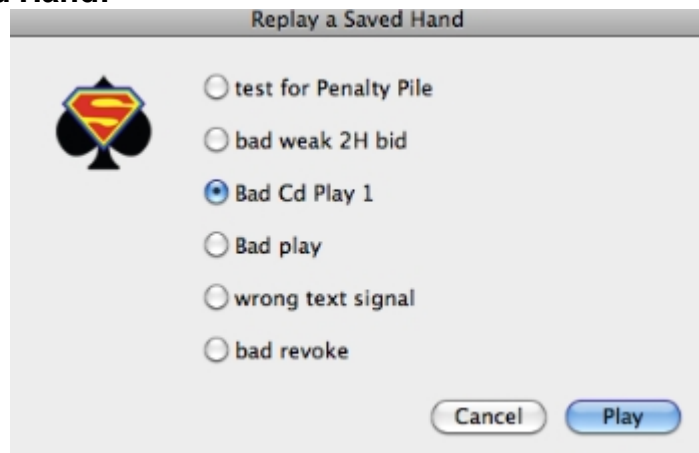 Replay a Saved Hand
test for Penalty Pile
bad weak 2H bid
Bad Cd Play 1
Bad play
wrong text signal
bad revoke
Cancel Play